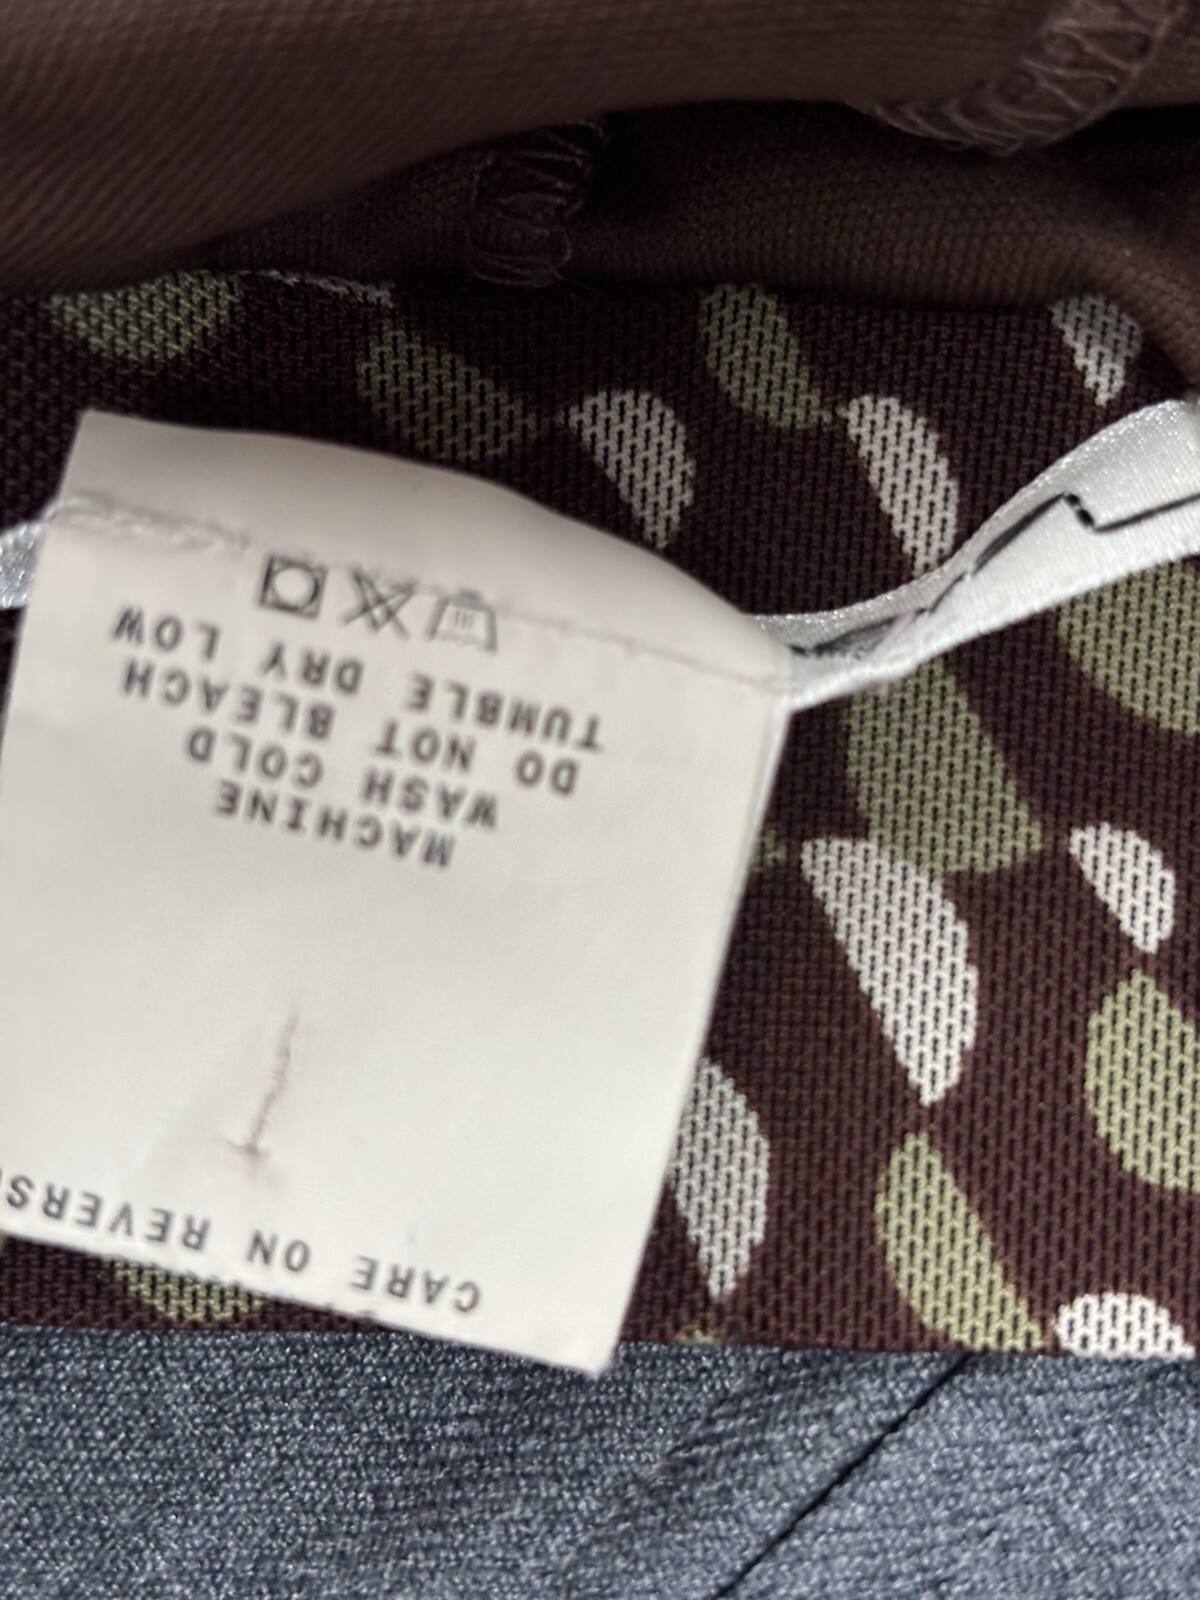 CARE ON REVERS
MACHINE
WASH COLD
DO NOT BLEACH
TUMBLE DRY LOW